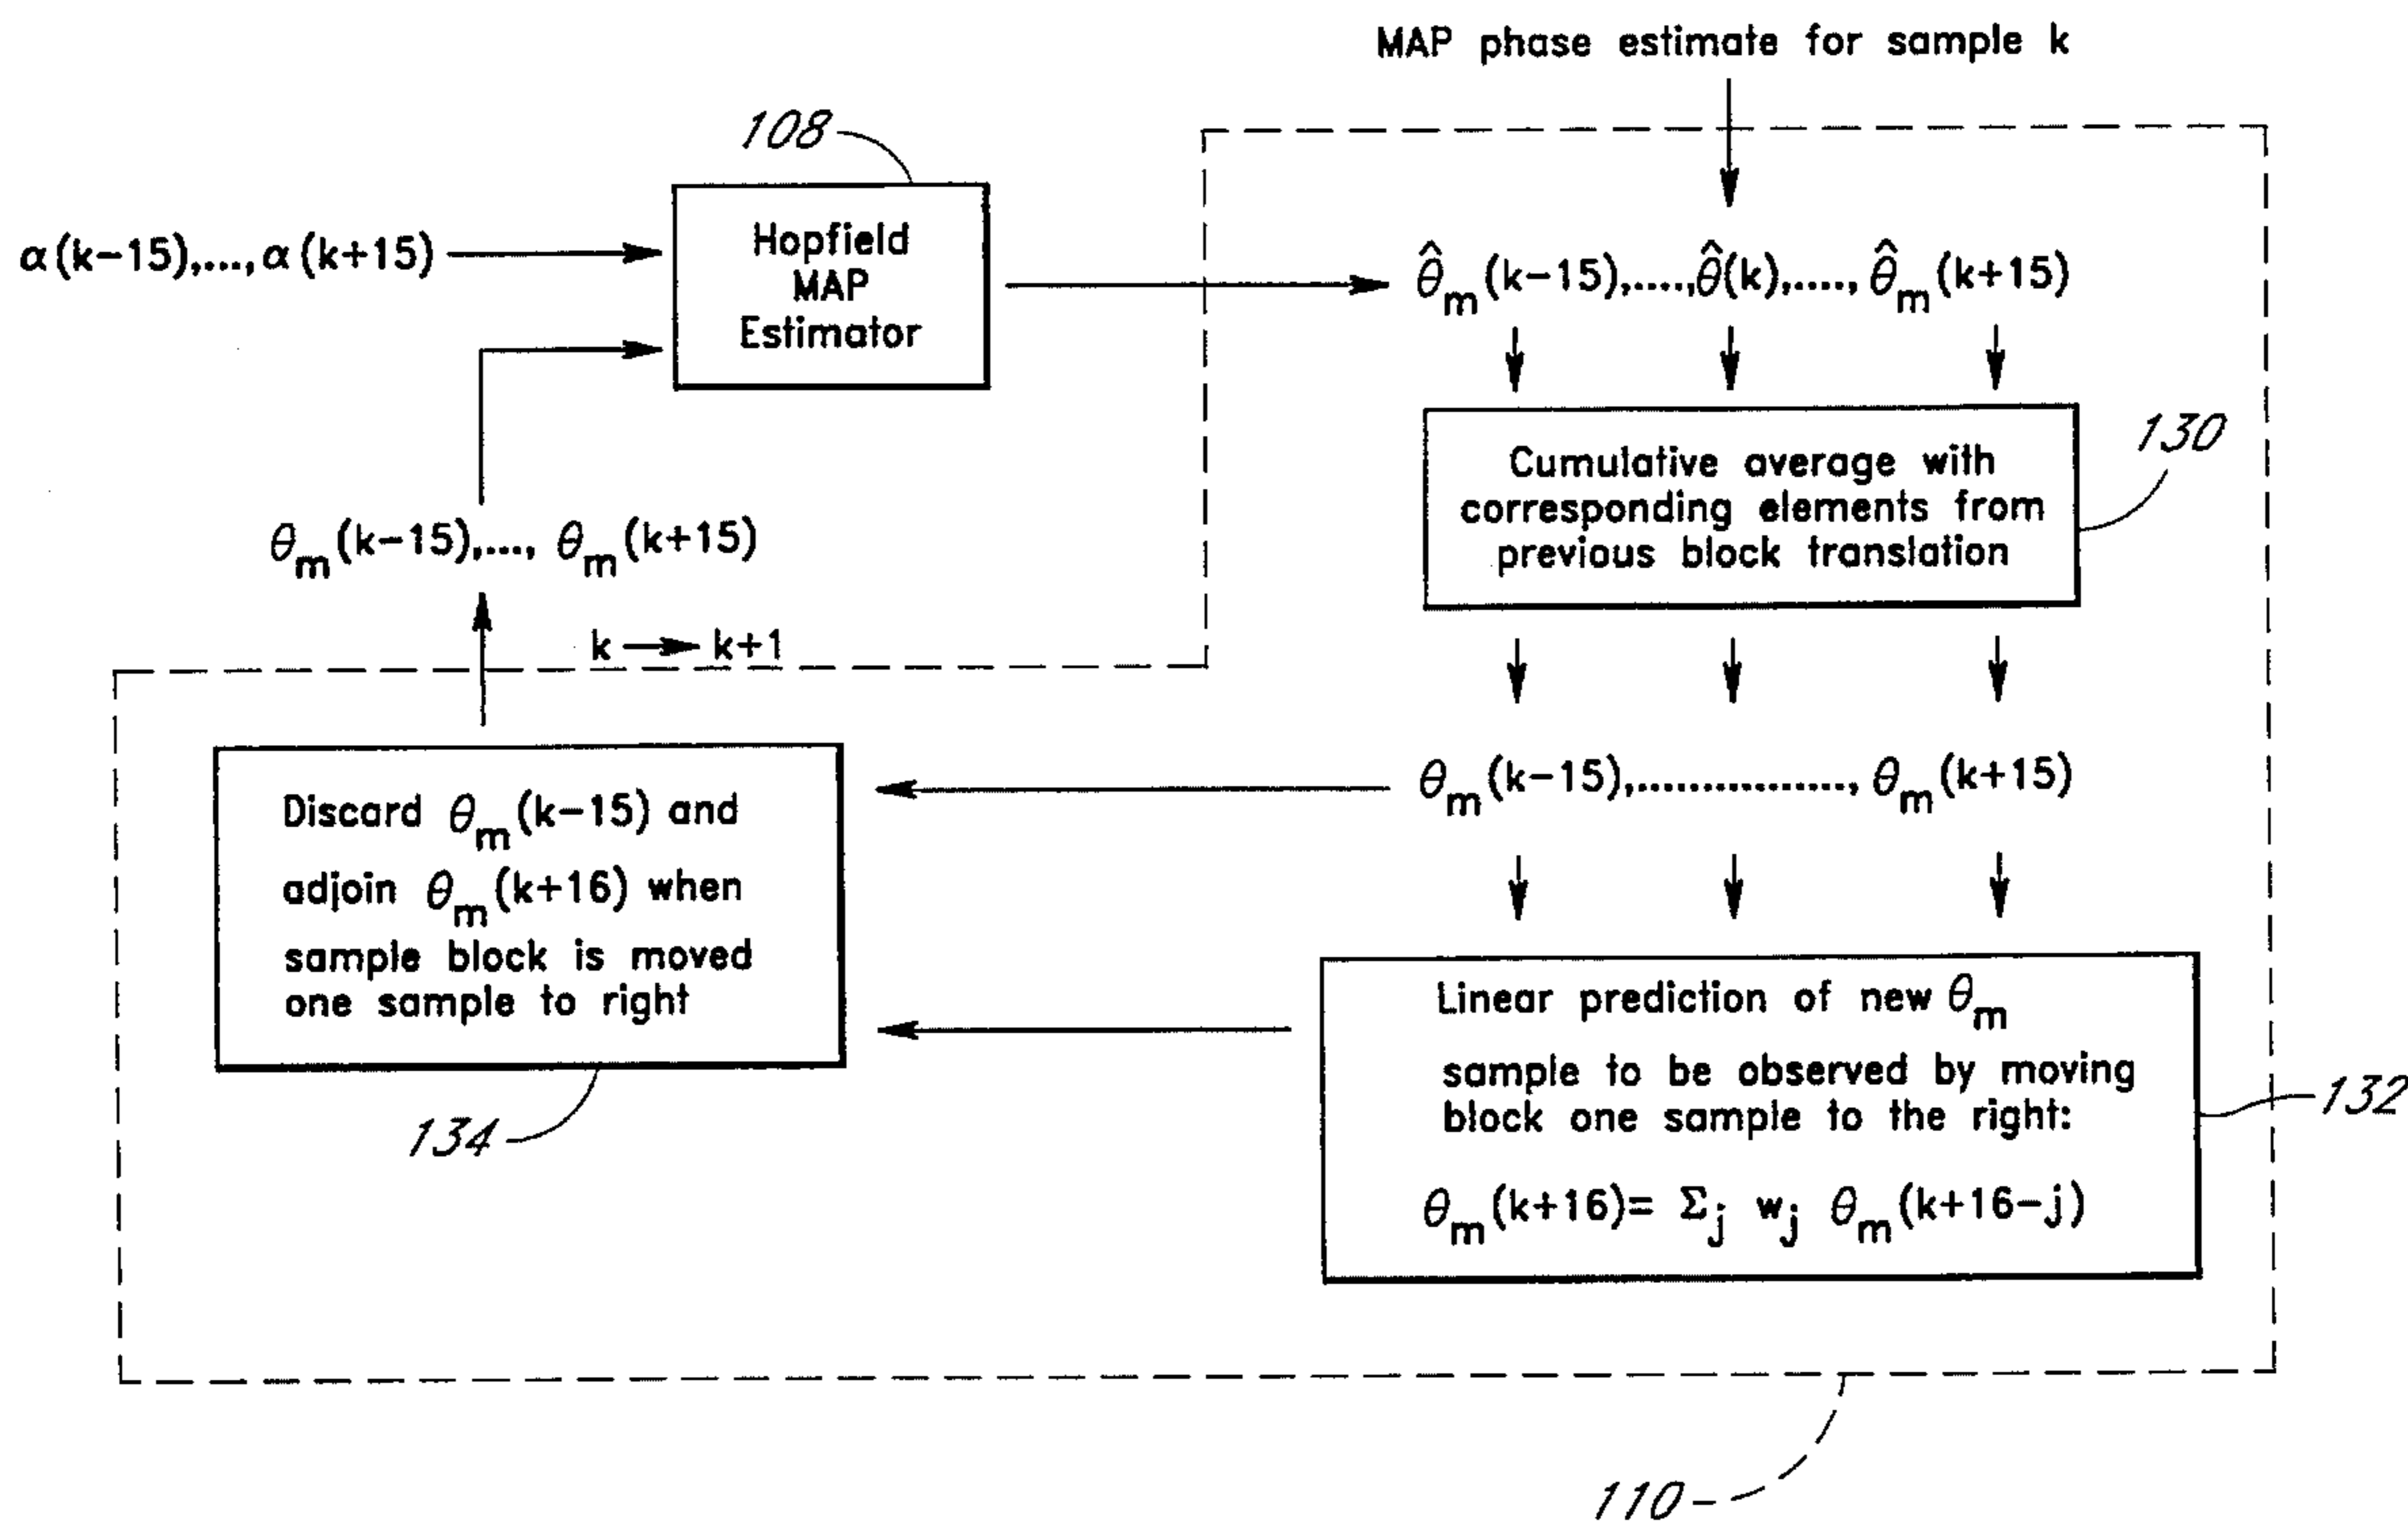 MAP phase estimate for sample k
108
α(k−15),...,α(k+15)
Hopfield
MAP
Estimator
θ̂m(k−15),....,θ̂(k),...., θ̂m(k+15)
130
Cumulative average with
corresponding elements from
previous block translation
θm(k−15),..., θm(k+15)
k → k+1
θm(k−15),................, θm(k+15)
Discard θm(k−15) and
adjoin θm(k+16) when
sample block is moved
one sample to right
134
Linear prediction of new θm
sample to be observed by moving
block one sample to the right:
θm(k+16)= Σj wj θm(k+16−j)
132
110